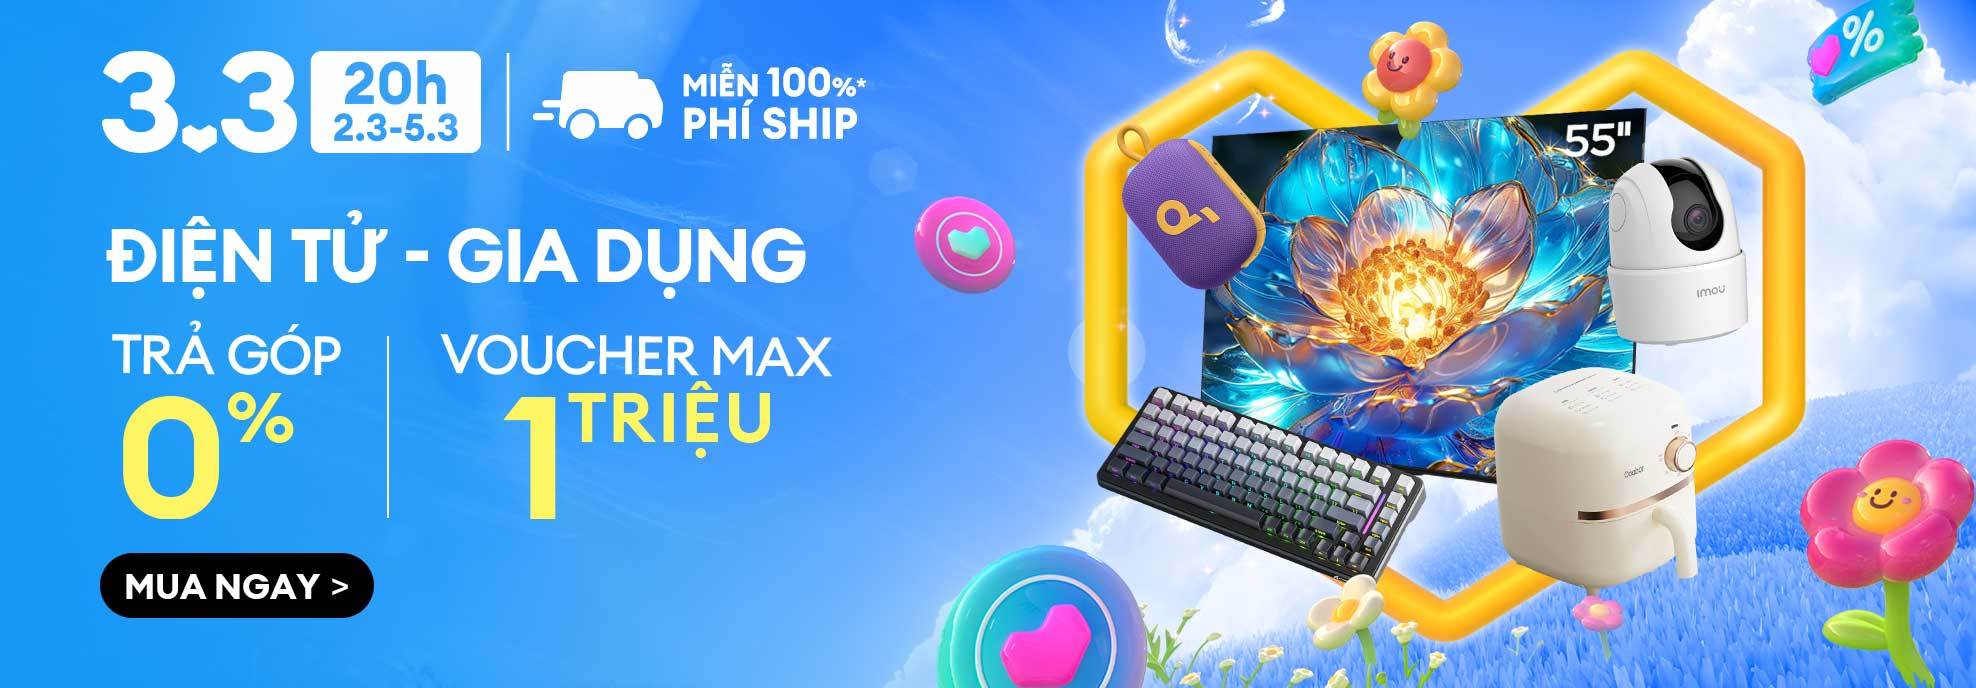 3.3
20h
2.3-5.3
MIỄN 100%*
PHÍ SHIP
ĐIỆN TỬ - GIA DỤNG
TRẢ GÓP
0%
VOUCHER MAX
1 TRIỆU
MUA NGAY >
55"
imou
%